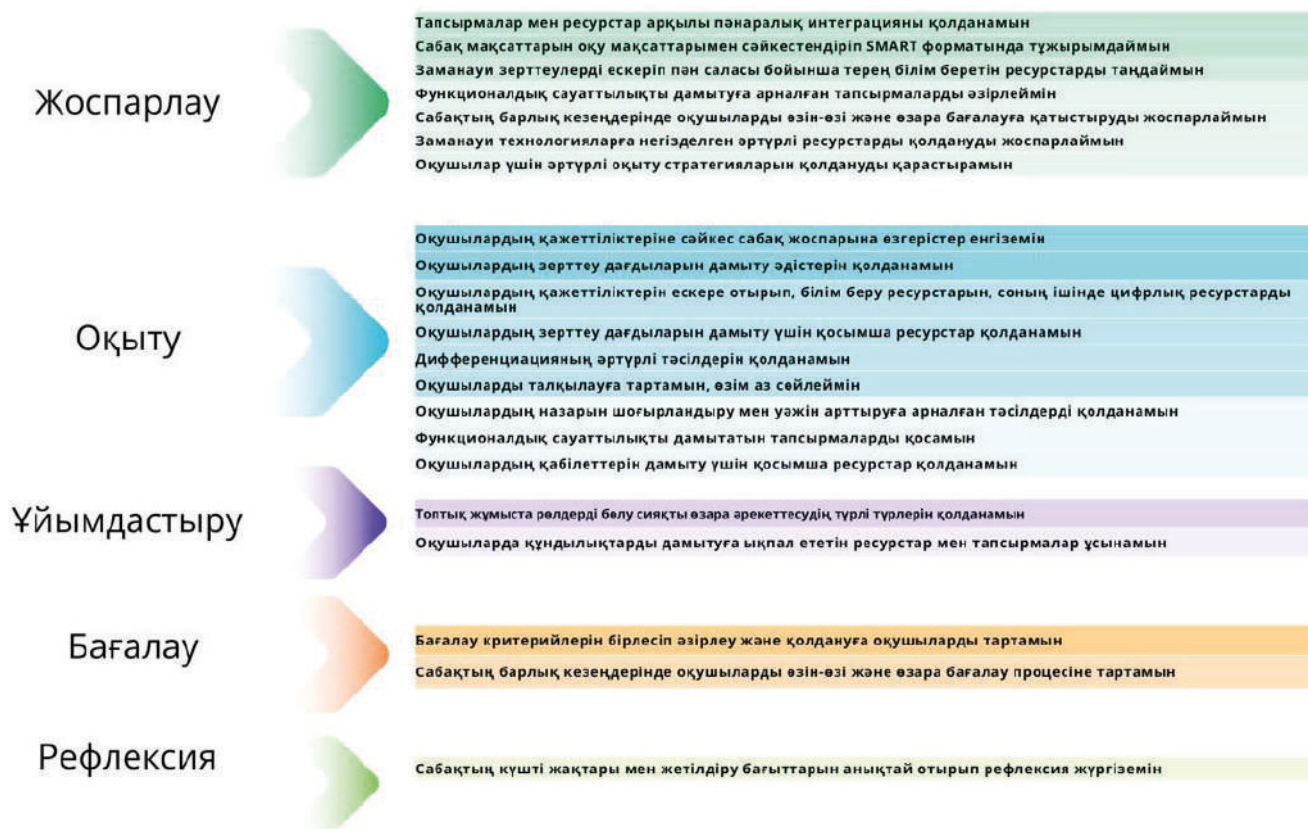 Жоспарлау
Тапсырмалар мен ресурстар арқылы пәнаралық интеграцияны қолданамын
Сабақ мақсаттарын оқу мақсаттарымен сәйкестендіріп SMART форматында тұжырымдаймын
Заманауи зерттеулерді ескеріп пән саласы бойынша терең білім беретін ресурстарды таңдаймын
Функционалдық сауаттылықты дамытуға арналған тапсырмаларды әзірлеймін
Сабақтың барлық кезеңдерінде оқушыларды өзін-өзі және өзара бағалауға қатыстыруды жоспарлаймын
Заманауи технологияларға негізделген әртүрлі ресурстарды қолдануды жоспарлаймын
Оқушылар үшін әртүрлі оқыту стратегияларын қолдануды қарастырамын
Оқыту
Оқушылардың қажеттіліктеріне сәйкес сабақ жоспарына өзгерістер енгіземін
Оқушылардың зерттеу дағдыларын дамыту әдістерін қолданамын
Оқушылардың қажеттіліктерін ескере отырып, білім беру ресурстарын, соның ішінде цифрлық ресурстарды
қолданамын
Оқушылардың зерттеу дағдыларын дамыту үшін қосымша ресурстар қолданамын
Дифференциацияның әртүрлі тәсілдерін қолданамын
Оқушыларды талқылауға тартамын, өзім аз сөйлеймін
Оқушылардың назарын шоғырландыру мен уәжін арттыруға арналған тәсілдерді қолданамын
Функционалдық сауаттылықты дамытатын тапсырмаларды қосамын
Оқушылардың қабілеттерін дамыту үшін қосымша ресурстар қолданамын
Ұйымдастыру
Топтық жұмыста рөлдерді бөлу сияқты өзара әрекеттесудің түрлі түрлерін қолданамын
Оқушыларда құндылықтарды дамытуға ықпал ететін ресурстар мен тапсырмалар ұсынамын
Бағалау
Бағалау критерийлерін бірлесіп әзірлеу және қолдануға оқушыларды тартамын
Сабақтың барлық кезеңдерінде оқушыларды өзін-өзі және өзара бағалау процесіне тартамын
Рефлексия
Сабақтың күшті жақтары мен жетілдіру бағыттарын анықтай отырып рефлексия жүргіземін